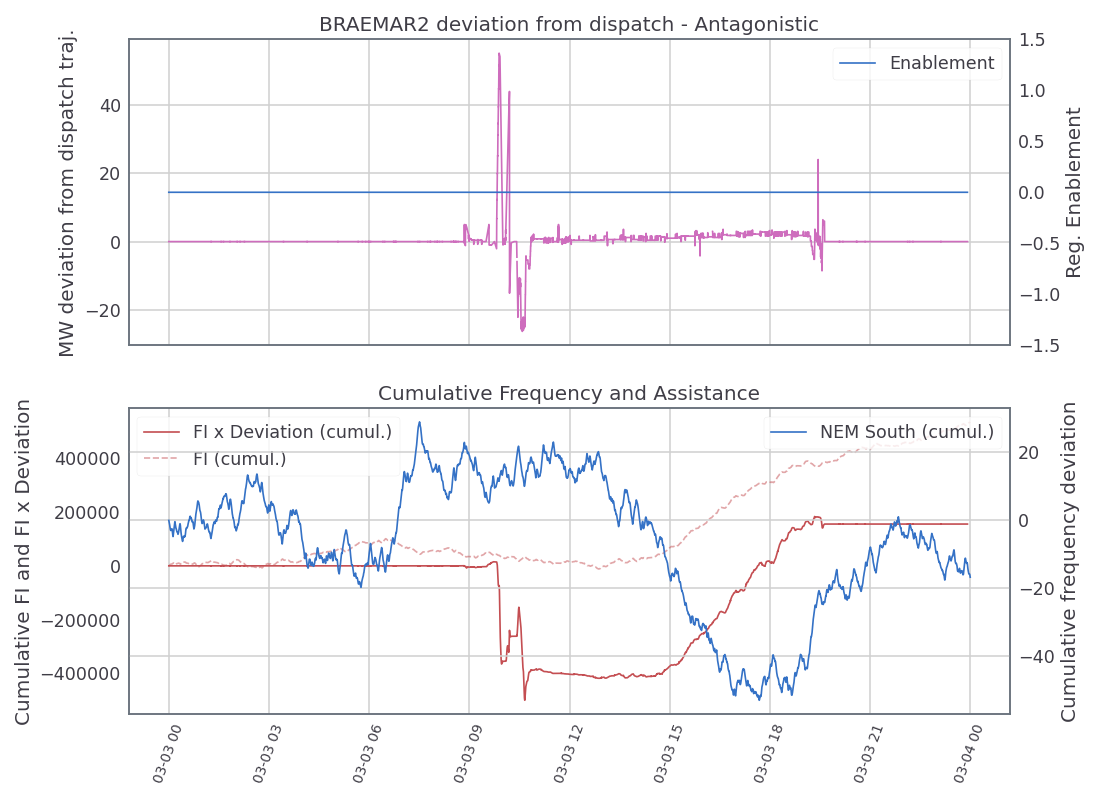 BRAEMAR2 deviation from dispatch - Antagonistic
MW deviation from dispatch traj.
40
20
0
−20
Enablement
1.5
1.0
0.5
0.0
−0.5
−1.0
−1.5
Reg. Enablement
Cumulative Frequency and Assistance
Cumulative FI and FI x Deviation
400000
200000
0
−200000
−400000
FI x Deviation (cumul.)
FI (cumul.)
NEM South (cumul.)
20
0
−20
−40
Cumulative frequency deviation
03-03 00
03-03 03
03-03 06
03-03 09
03-03 12
03-03 15
03-03 18
03-03 21
03-04 00